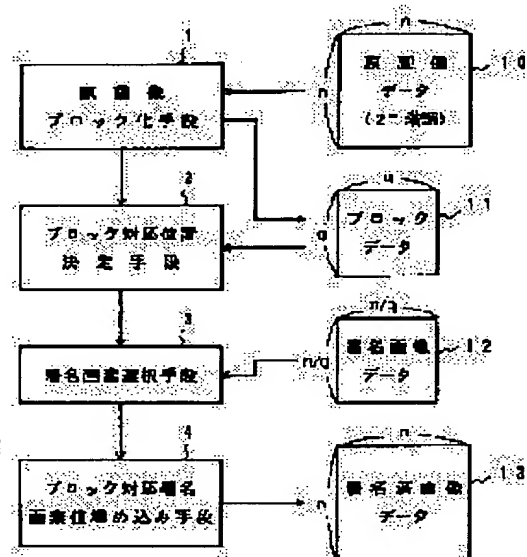 1
原画像
ブロック化手段
n
n
原画像
データ
10
2
ブロック対応位置
決定手段
q
q
ブロック
データ
11
3
署名画素選択手段
n/q
n/q
署名画像
データ
12
4
ブロック対応署名
画素位埋め込み手段
n
n
署名済画像
データ
13